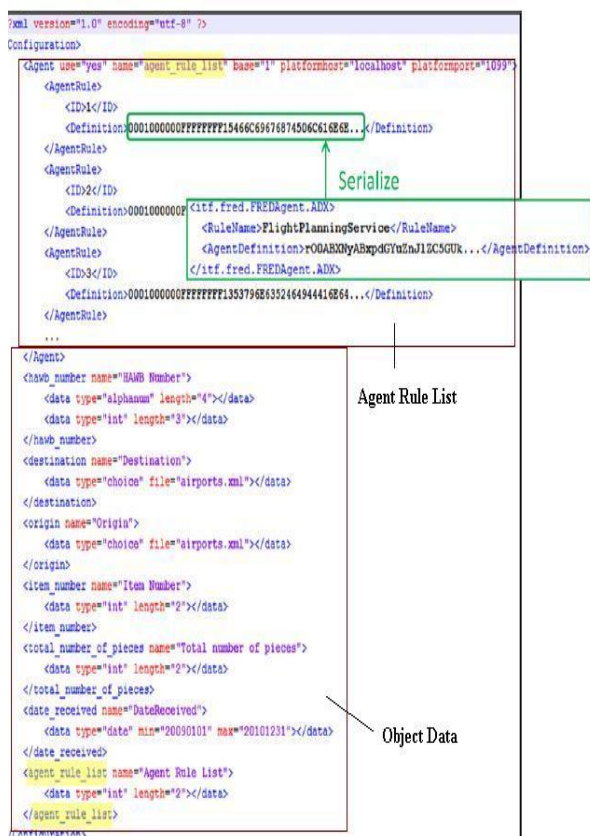 ?xml version="1.0" encoding="utf-8" ?>
Configuration>
<Agent use="yes" name="agent_rule_list" base="1" platformhost="localhost" platformport="1099">
<AgentRule>
<ID>1</ID>
<Definition>0001000000FFFFFFFF15466C69676874506C616E6E...</Definition>
</AgentRule>
<AgentRule>
Serialize
<ID>2</ID>
<Definition>0001000000F
<itf.fred.FREDAgent.ADX>
<RuleName>FlightPlanningService</RuleName>
<AgentDefinition>rO0ABXNyABxpdGYuZnJlZC5GUk...</AgentDefinition>
</itf.fred.FREDAgent.ADX>
</AgentRule>
<AgentRule>
<ID>3</ID>
<Definition>0001000000FFFFFFFF1353796E6352464944416E64...</Definition>
</AgentRule>
...
</Agent>
Agent Rule List
<hawb_number name="HAWB Number">
<data type="alphanum" length="4"></data>
<data type="int" length="3"></data>
</hawb_number>
<destination name="Destination">
<data type="choice" file="airports.xml"></data>
</destination>
<origin name="Origin">
<data type="choice" file="airports.xml"></data>
</origin>
<item_number name="Item Number">
<data type="int" length="2"></data>
</item_number>
<total_number_of_pieces name="Total number of pieces">
<data type="int" length="2"></data>
</total_number_of_pieces>
<date_received name="DateReceived">
<data type="date" min="20090101" max="20101231"></data>
</date_received>
Object Data
<agent_rule_list name="Agent Rule List">
<data type="int" length="2"></data>
</agent_rule_list>
/Configuration>